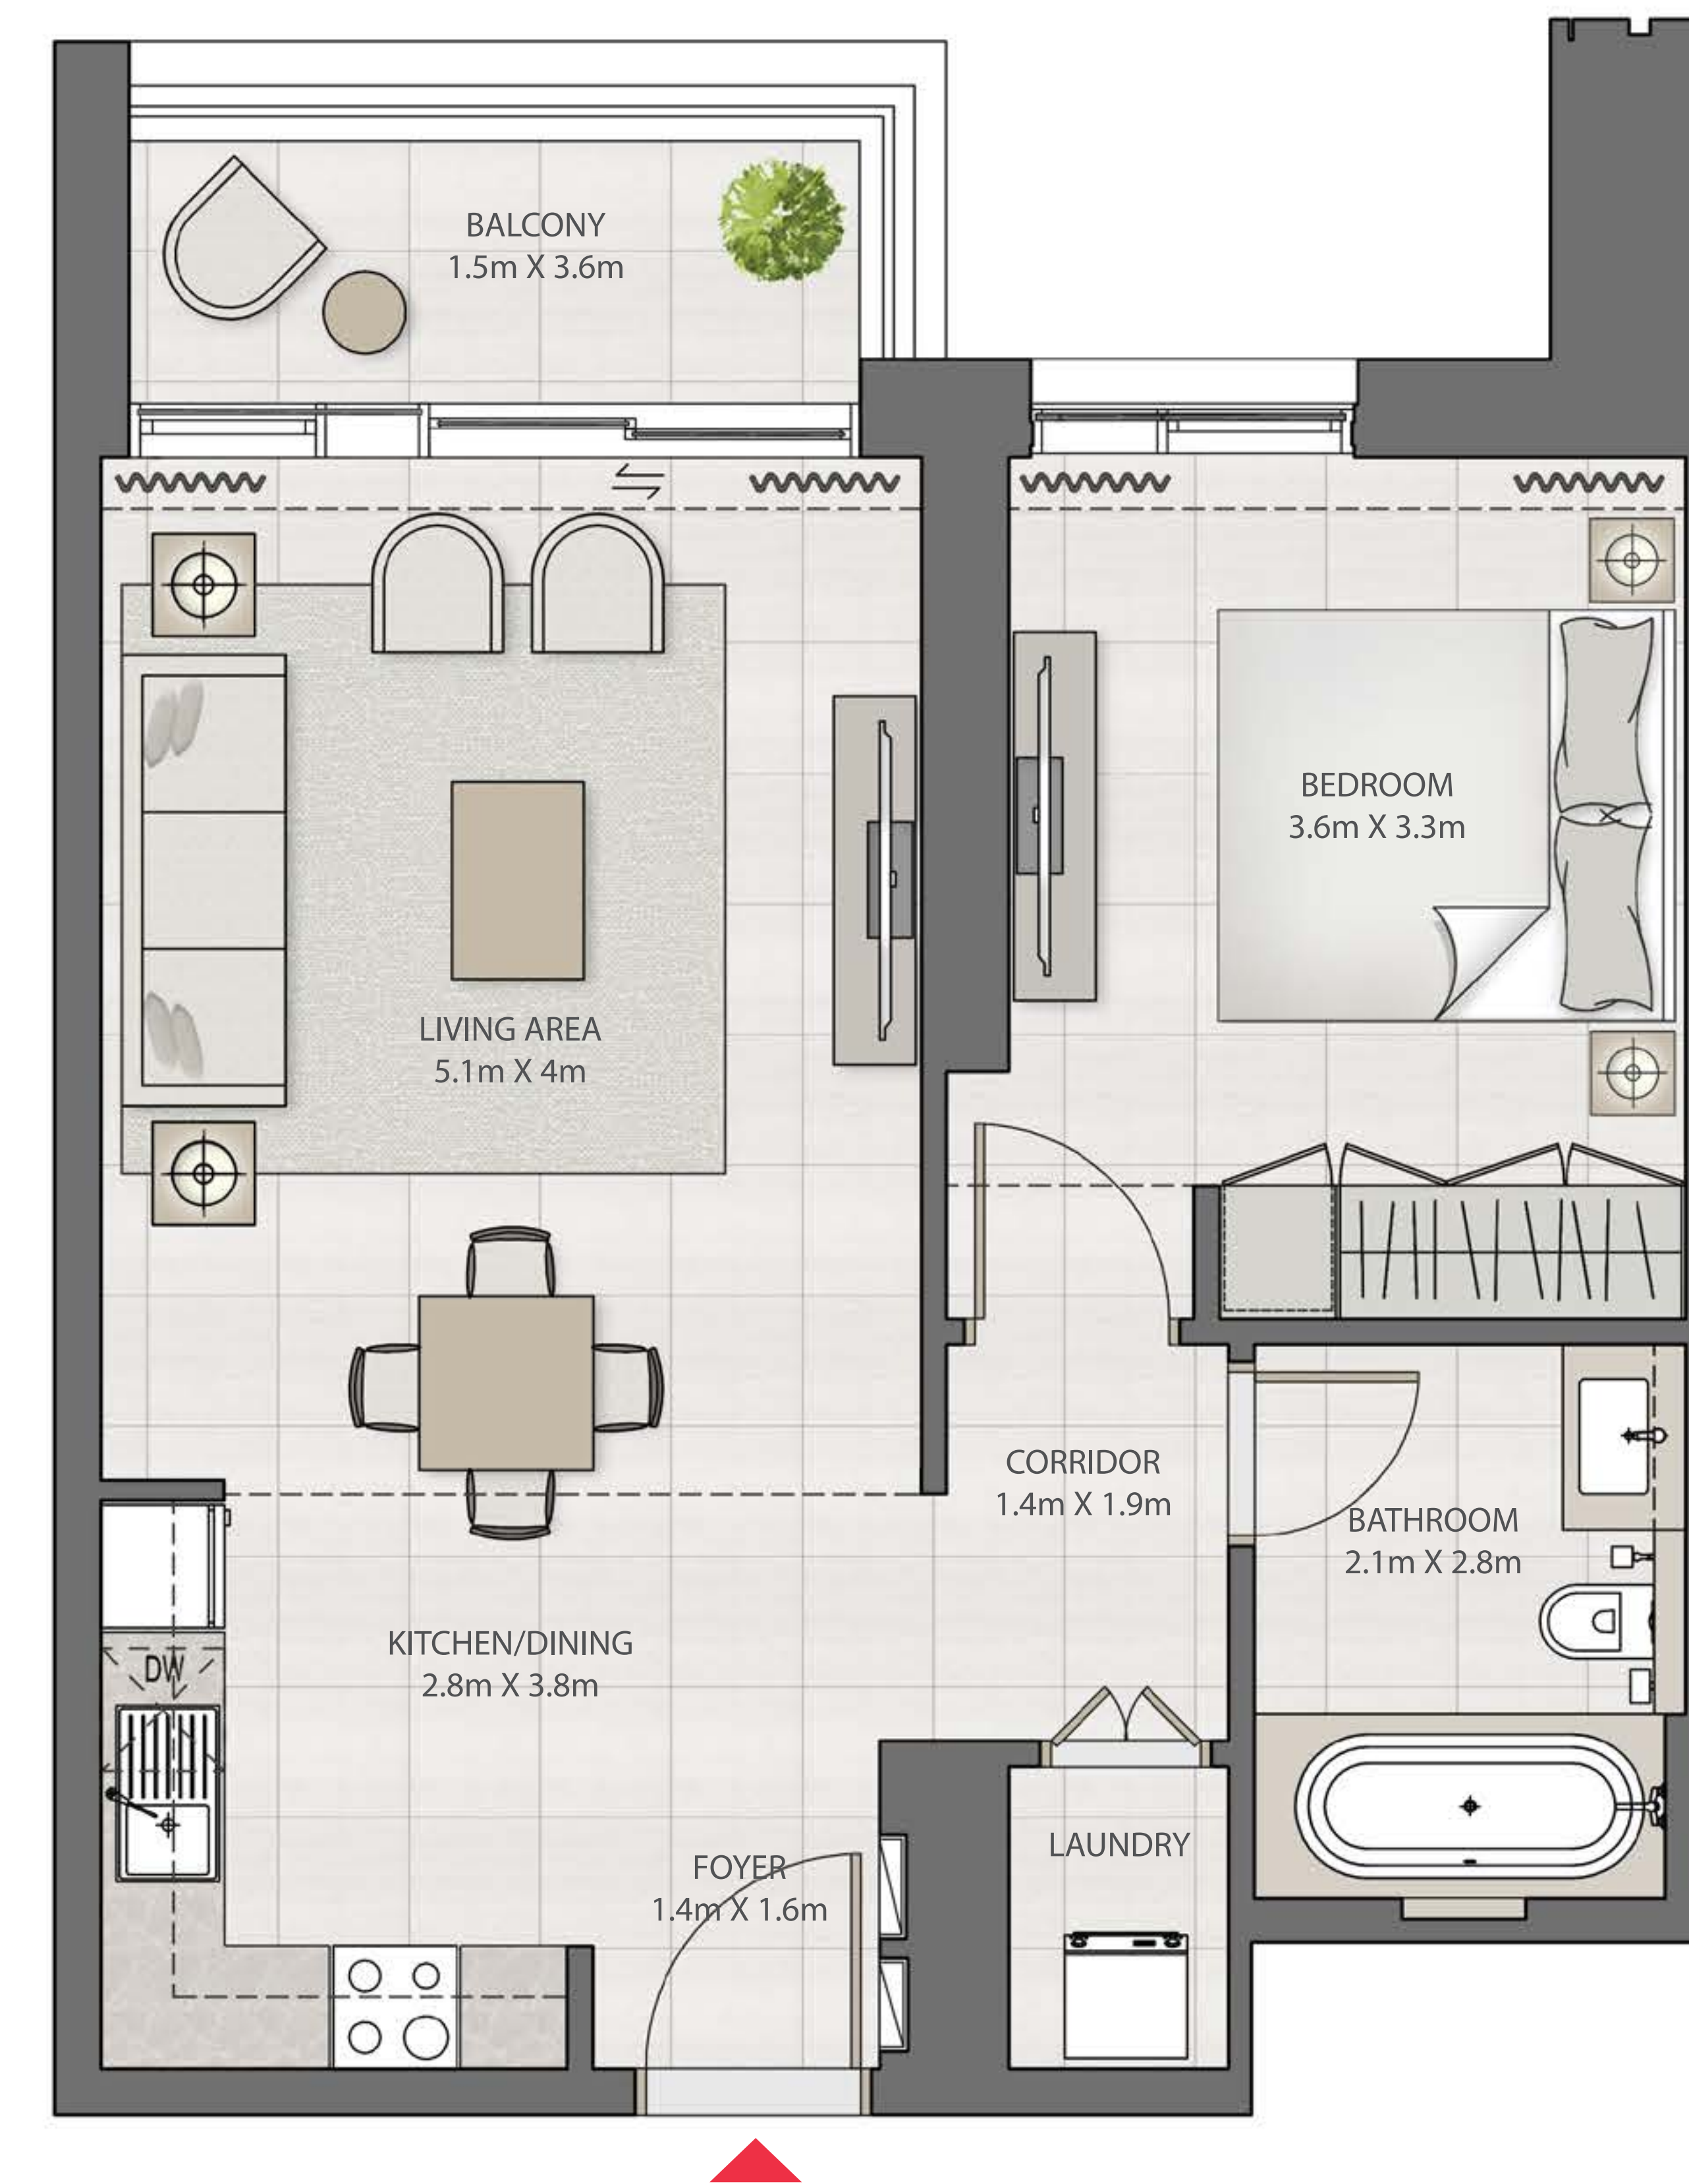 BALCONY
1.5m X 3.6m
BEDROOM
3.6m X 3.3m
LIVING AREA
5.1m X 4m
CORRIDOR
1.4m X 1.9m
BATHROOM
2.1m X 2.8m
KITCHEN/DINING
2.8m X 3.8m
DW
LAUNDRY
FOYER
1.4m X 1.6m